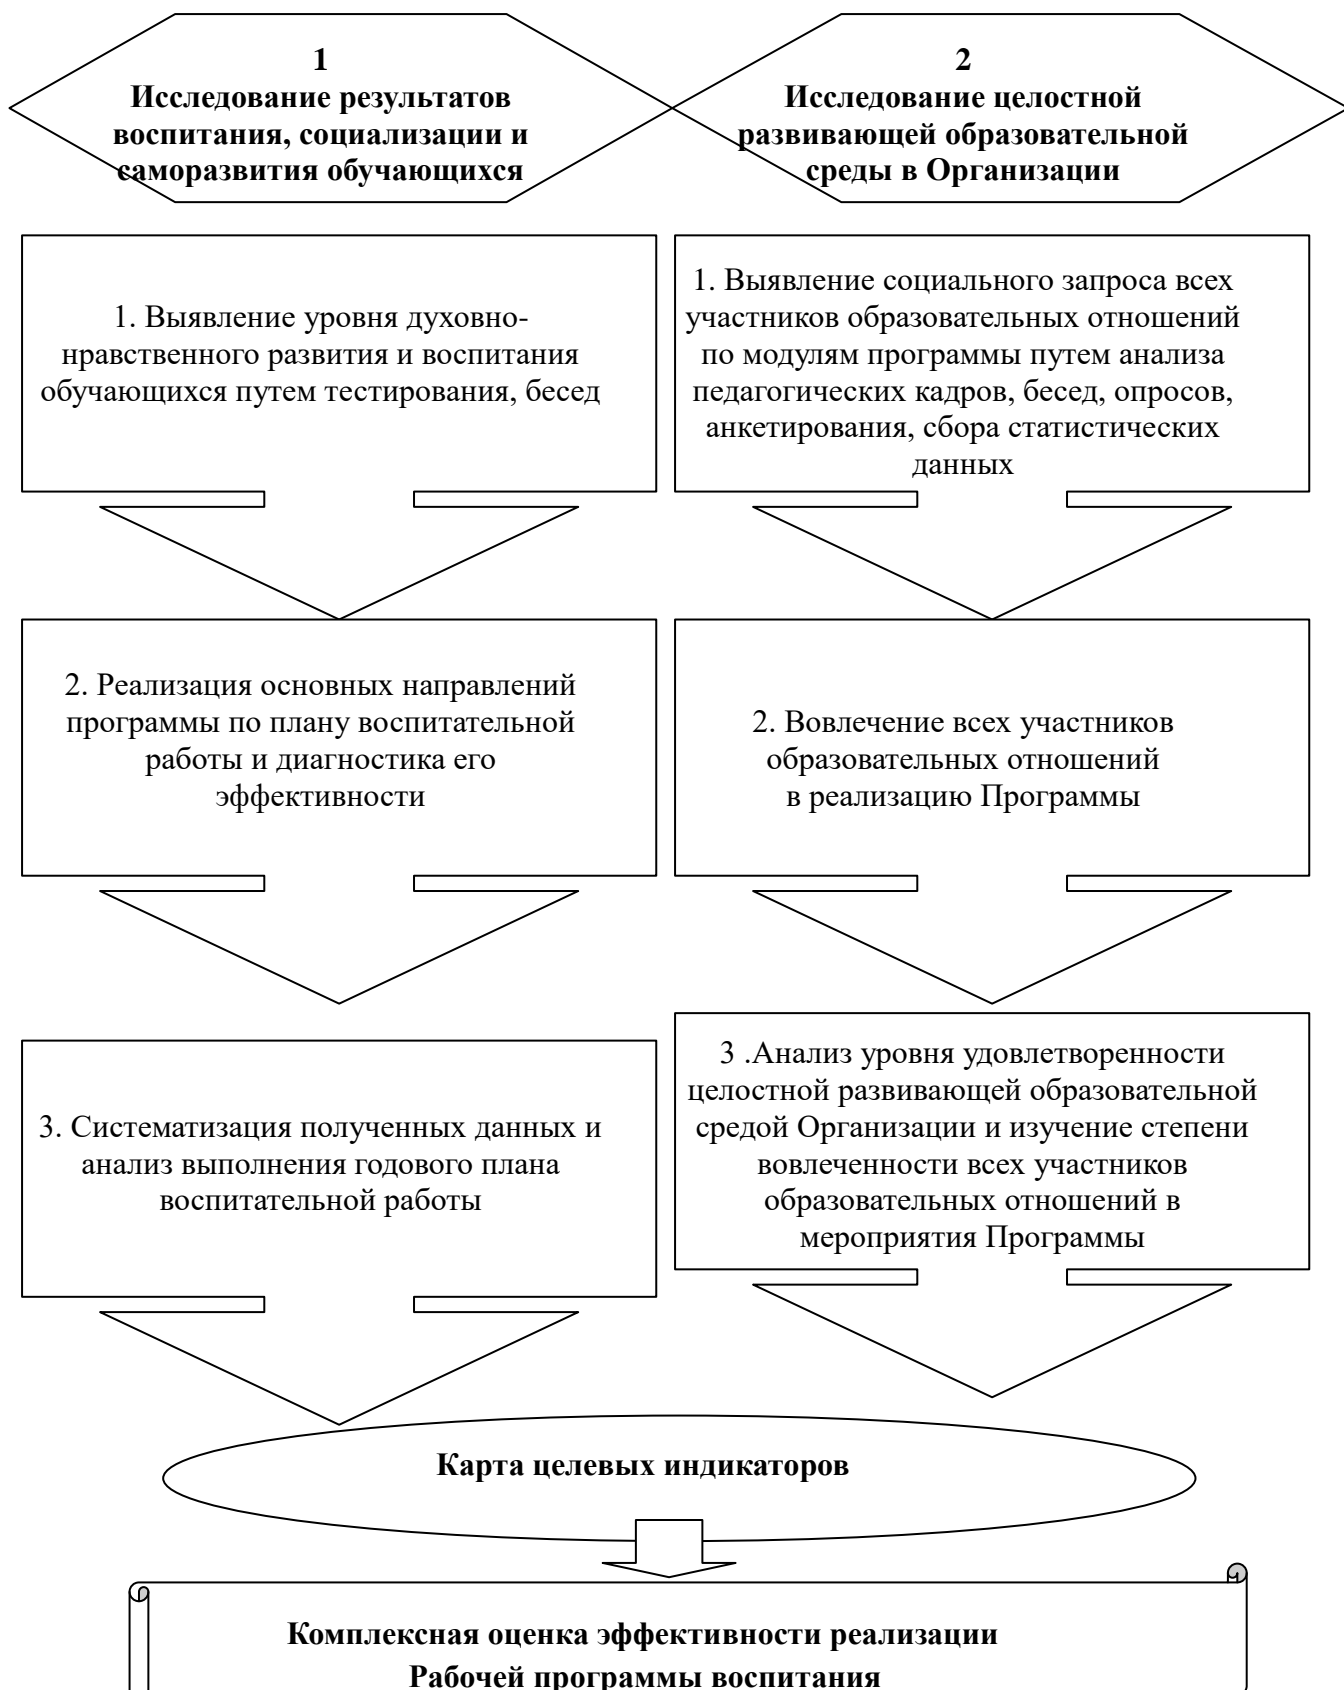 1
Исследование результатов
воспитания, социализации и
саморазвития обучающихся
2
Исследование целостной
развивающей образовательной
среды в Организации
1. Выявление уровня духовно-
нравственного развития и воспитания
обучающихся путем тестирования, бесед
1. Выявление социального запроса всех
участников образовательных отношений
по модулям программы путем анализа
педагогических кадров, бесед, опросов,
анкетирования, сбора статистических
данных
2. Реализация основных направлений
программы по плану воспитательной
работы и диагностика его
эффективности
2. Вовлечение всех участников
образовательных отношений
в реализацию Программы
3. Систематизация полученных данных и
анализ выполнения годового плана
воспитательной работы
3 .Анализ уровня удовлетворенности
целостной развивающей образовательной
средой Организации и изучение степени
вовлеченности всех участников
образовательных отношений в
мероприятия Программы
Карта целевых индикаторов
Комплексная оценка эффективности реализации
Рабочей программы воспитания